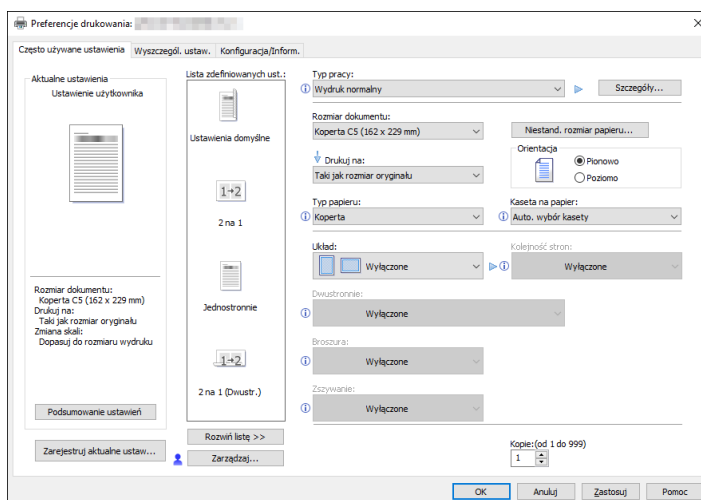 Preferencje drukowania:
Często używane ustawienia
Wyszczegól. ustaw.
Konfiguracja/Inform.
Aktualne ustawienia
Ustawienie użytkownika
Rozmiar dokumentu:
Koperta C5 (162 x 229 mm)
Drukuj na:
Taki jak rozmiar oryginału
Zmiana skali:
Dopasuj do rozmiaru wydruku
Podsumowanie ustawień
Zarejestruj aktualne ustaw...
Lista zdefiniowanych ust.:
Ustawienia domyślne
1→2
2 na 1
Jednostronnie
1→2
2 na 1 (Dwustr.)
Rozwiń listę >>
Zarządzaj...
Typ pracy:
Wydruk normalny
Szczegóły...
Rozmiar dokumentu:
Koperta C5 (162 x 229 mm)
Niestand. rozmiar papieru...
Drukuj na:
Taki jak rozmiar oryginału
Orientacja
Pionowo
Poziomo
Typ papieru:
Koperta
Kaseta na papier:
Auto. wybór kasety
Układ:
Wyłączone
Kolejność stron:
Wyłączone
Dwustronnie:
Wyłączone
Broszura:
Wyłączone
Zszywanie:
Wyłączone
Kopie:(od 1 do 999)
1
OK
Anuluj
Zastosuj
Pomoc